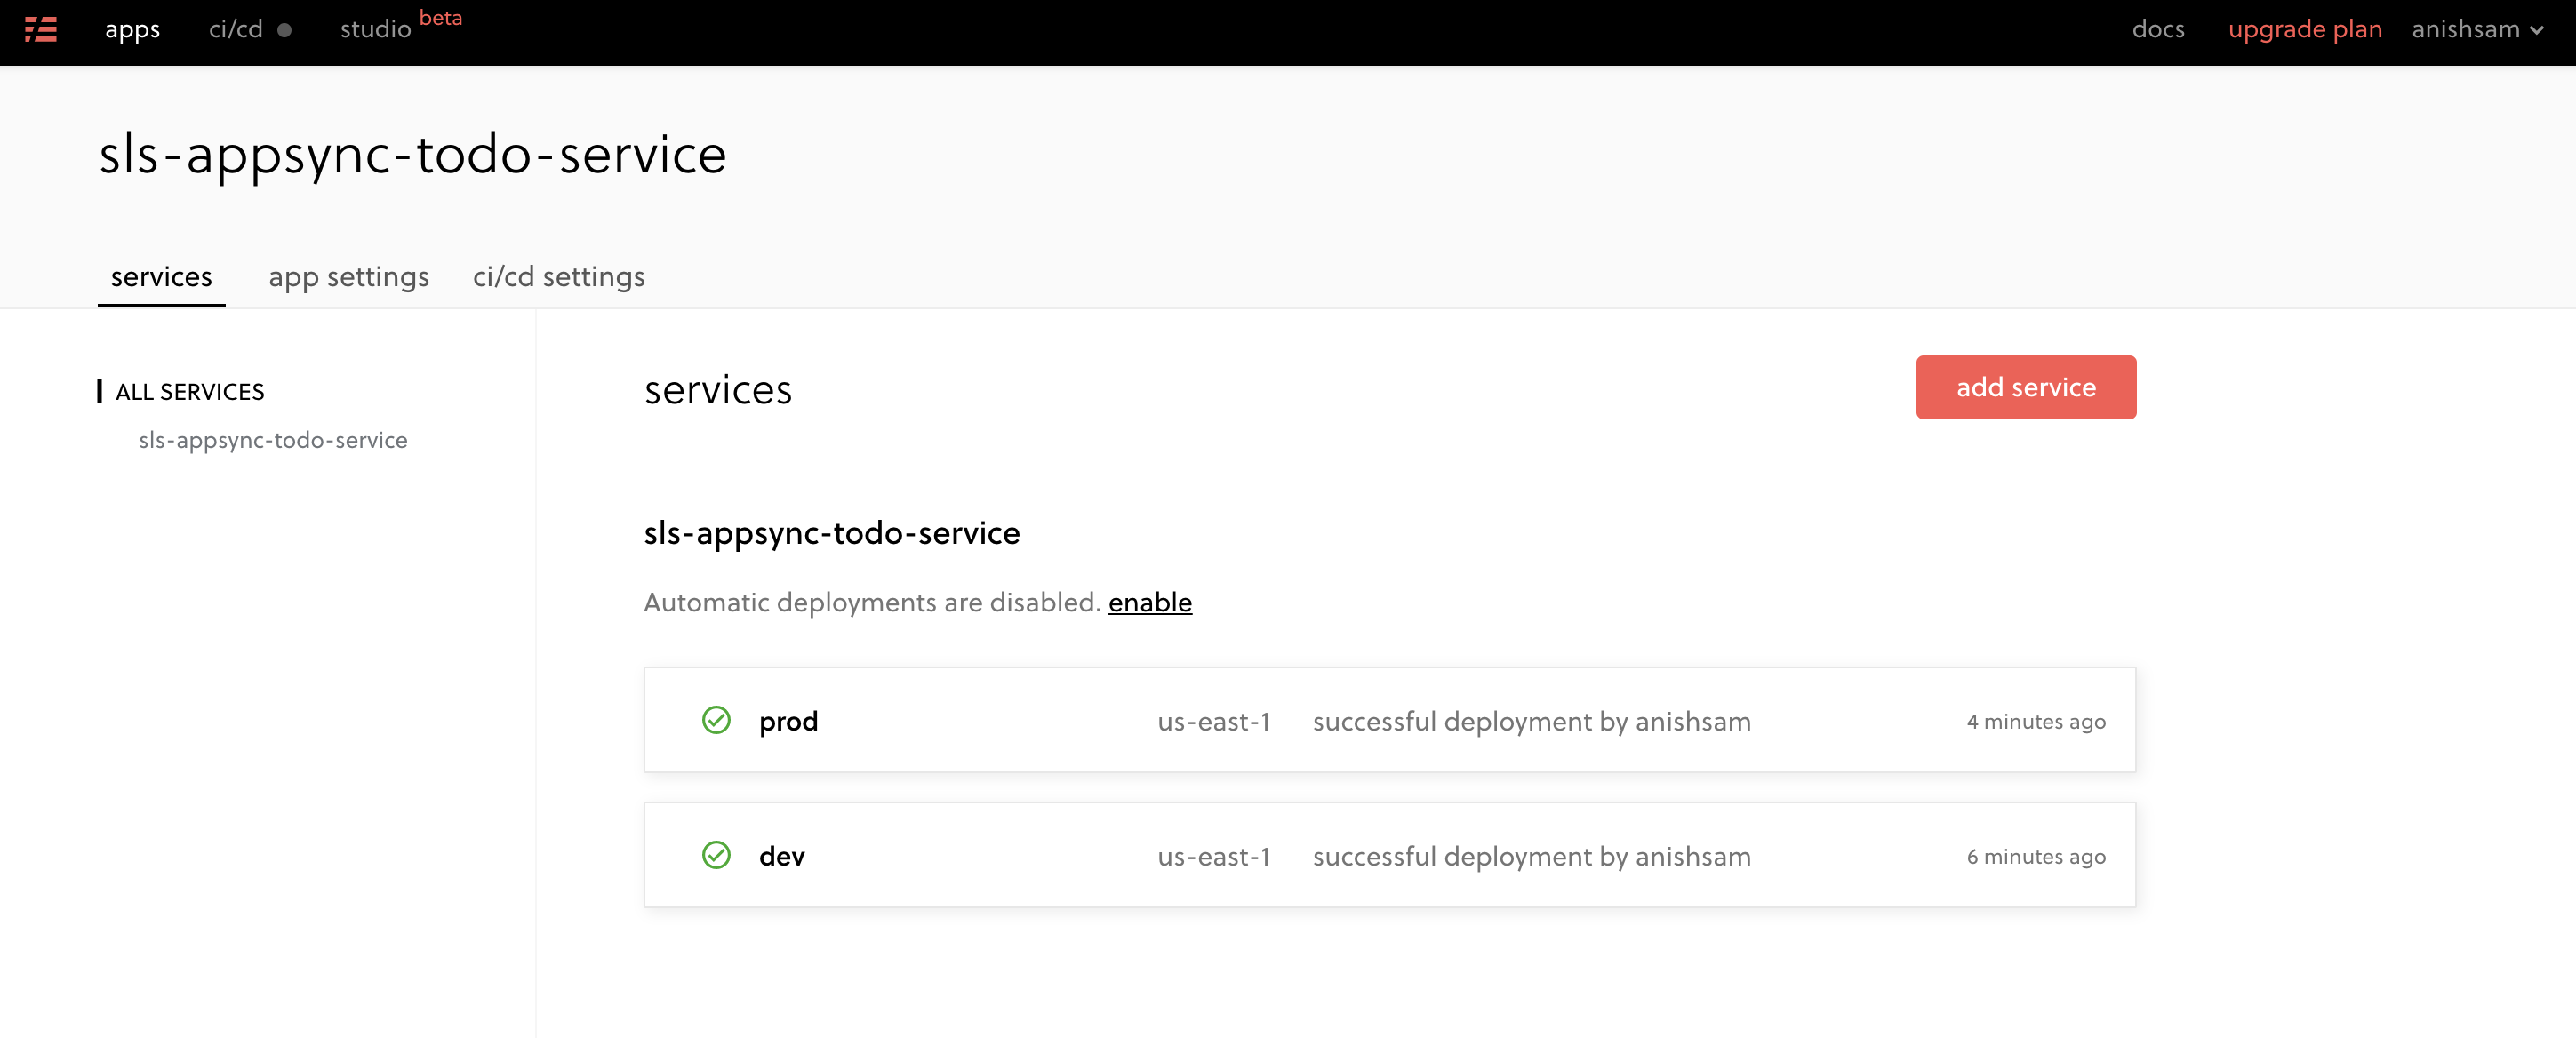 apps ci/cd studio beta docs upgrade plan anishsam
sls-appsync-todo-service
services app settings ci/cd settings
ALL SERVICES
sls-appsync-todo-service
services
add service
sls-appsync-todo-service
Automatic deployments are disabled. enable
prod us-east-1 successful deployment by anishsam 4 minutes ago
dev us-east-1 successful deployment by anishsam 6 minutes ago